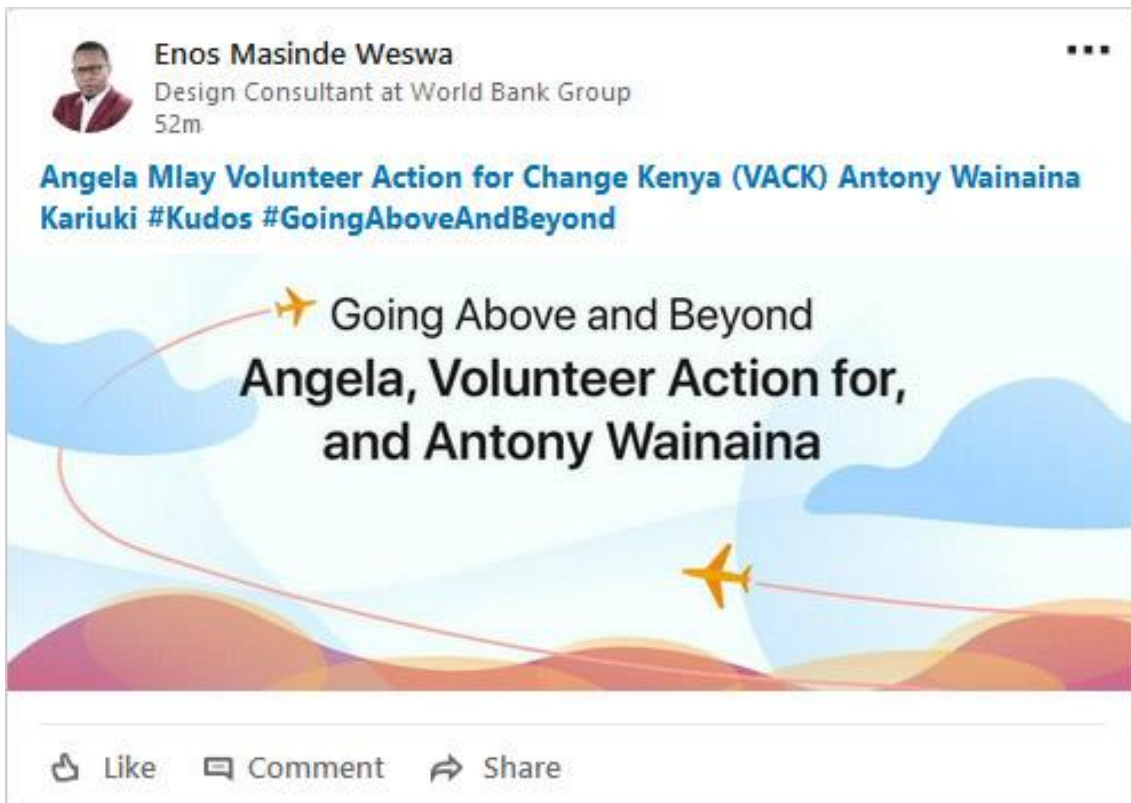 Enos Masinde Weswa
Design Consultant at World Bank Group
52m
Angela Mlay Volunteer Action for Change Kenya (VACK) Antony Wainaina
Kariuki #Kudos #GoingAboveAndBeyond
Going Above and Beyond
Angela, Volunteer Action for,
and Antony Wainaina
Like Comment Share